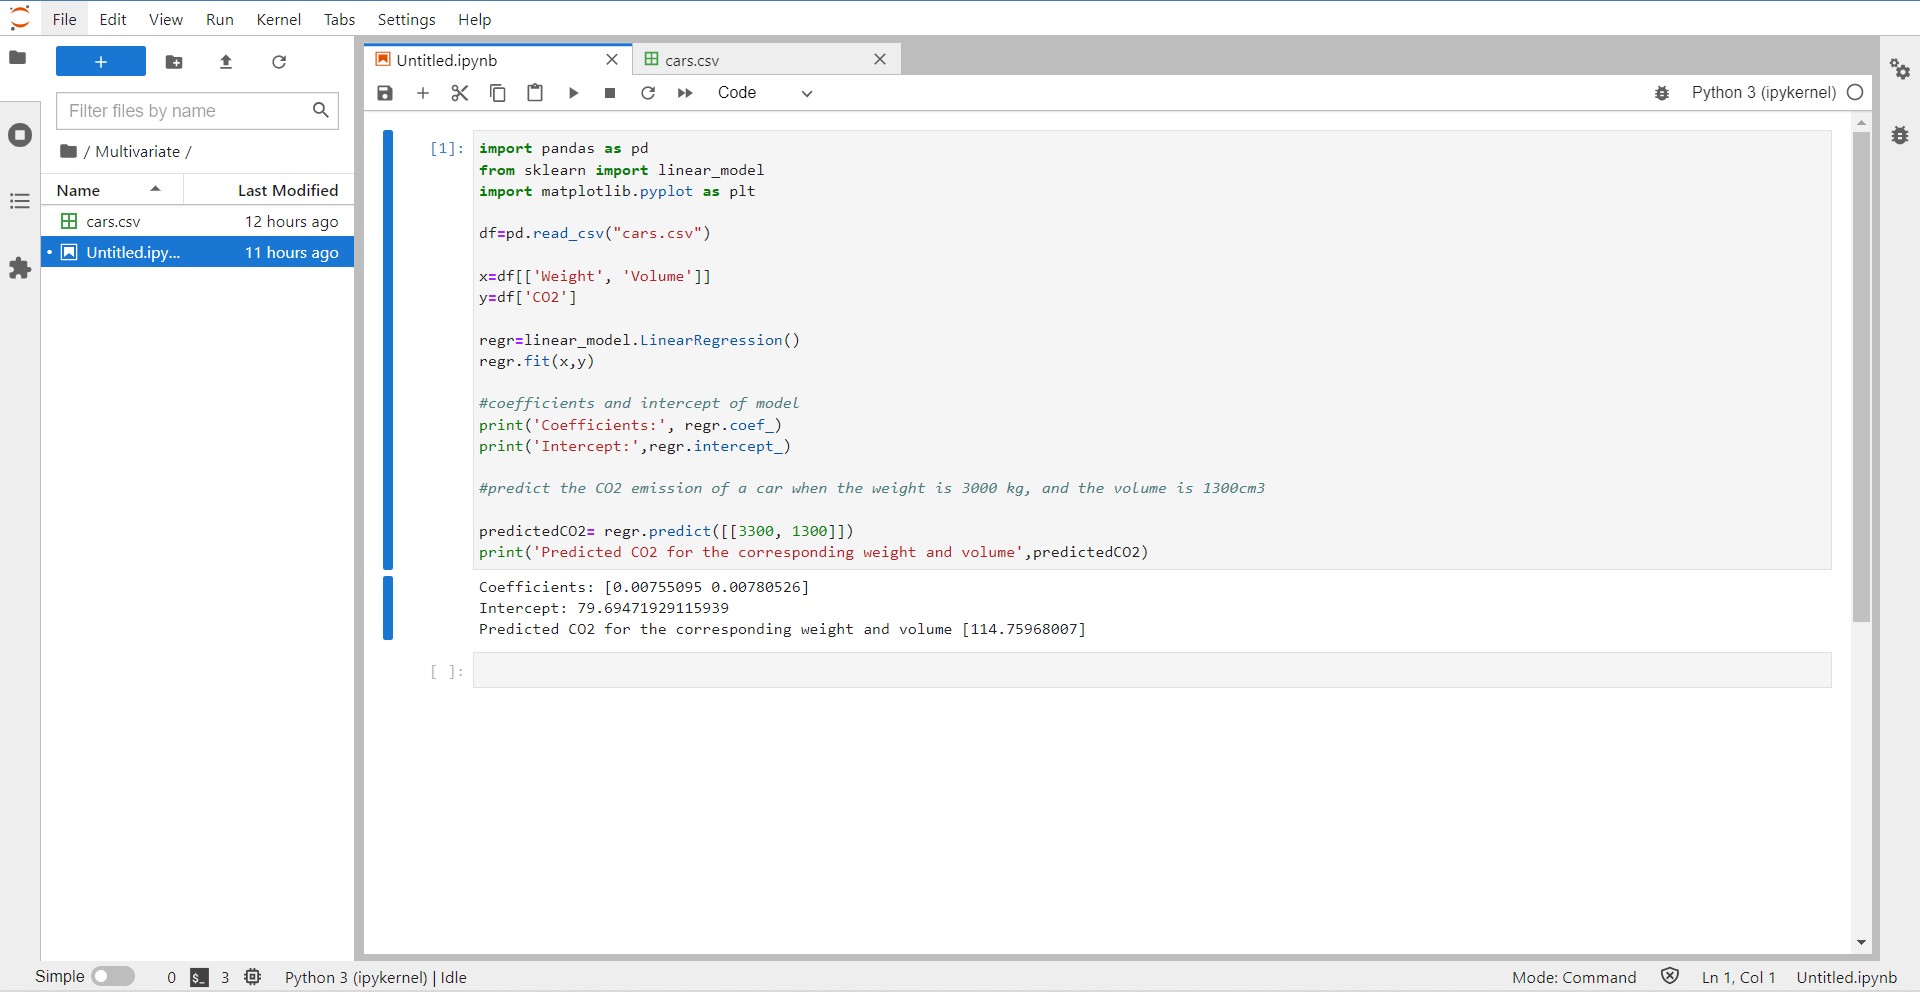 File Edit View Run Kernel Tabs Settings Help
Filter files by name
/ Multivariate /
Name Last Modified
cars.csv 12 hours ago
• Untitled.ipy... 11 hours ago
Untitled.ipynb cars.csv
Code Python 3 (ipykernel)
[1]: import pandas as pd
from sklearn import linear_model
import matplotlib.pyplot as plt
df=pd.read_csv("cars.csv")
x=df[['Weight', 'Volume']]
y=df['CO2']
regr=linear_model.LinearRegression()
regr.fit(x,y)
#coefficients and intercept of model
print('Coefficients:', regr.coef_)
print('Intercept:',regr.intercept_)
#predict the CO2 emission of a car when the weight is 3000 kg, and the volume is 1300cm3
predictedCO2= regr.predict([[3300, 1300]])
print('Predicted CO2 for the corresponding weight and volume',predictedCO2)
Coefficients: [0.00755095 0.00780526]
Intercept: 79.69471929115939
Predicted CO2 for the corresponding weight and volume [114.75968007]
[ ]:
Simple 0 $_ 3 Python 3 (ipykernel) | Idle Mode: Command Ln 1, Col 1 Untitled.ipynb